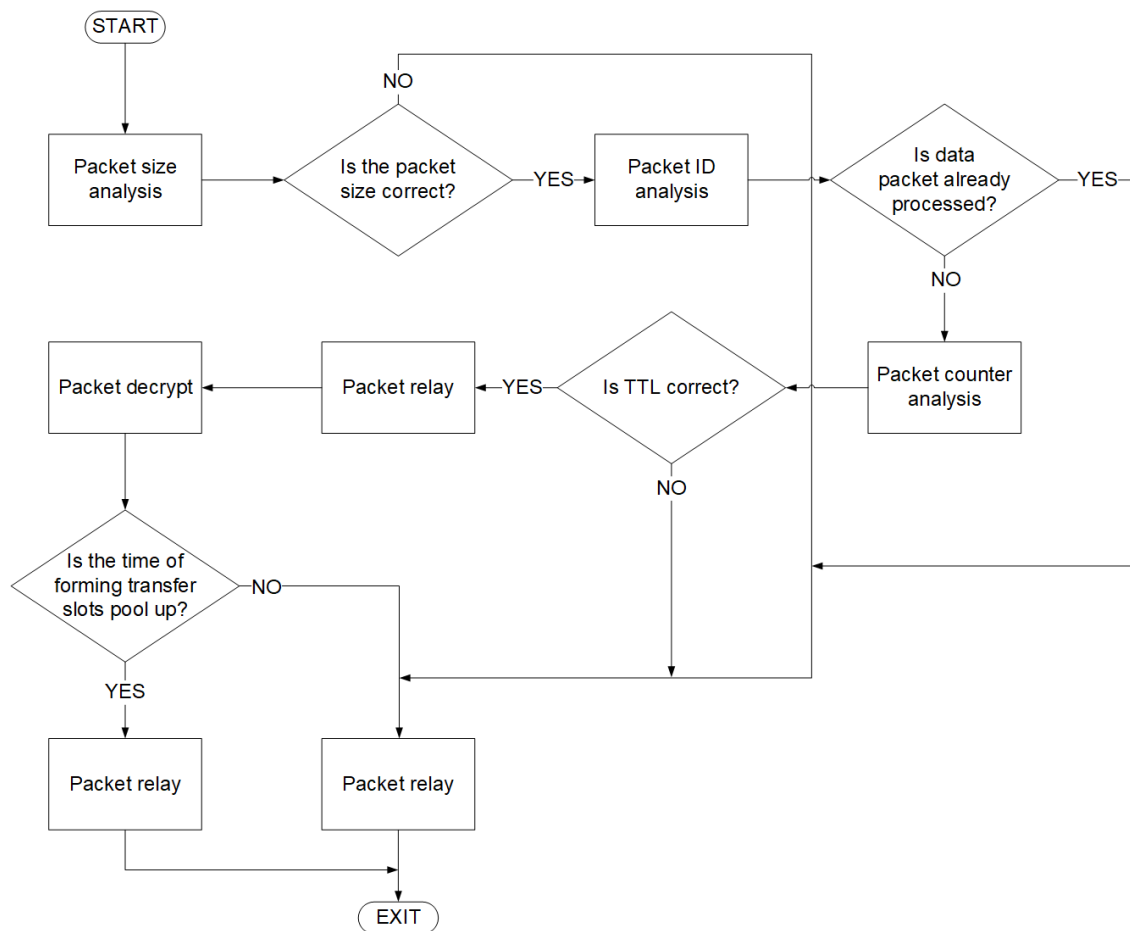 START
NO
Packet size
analysis
Is the packet
size correct?
YES
Packet ID
analysis
Is data
packet already
processed?
YES
NO
Packet decrypt
Packet relay
YES
Is TTL correct?
Packet counter
analysis
NO
Is the time of
forming transfer
slots pool up?
NO
YES
Packet relay
Packet relay
EXIT